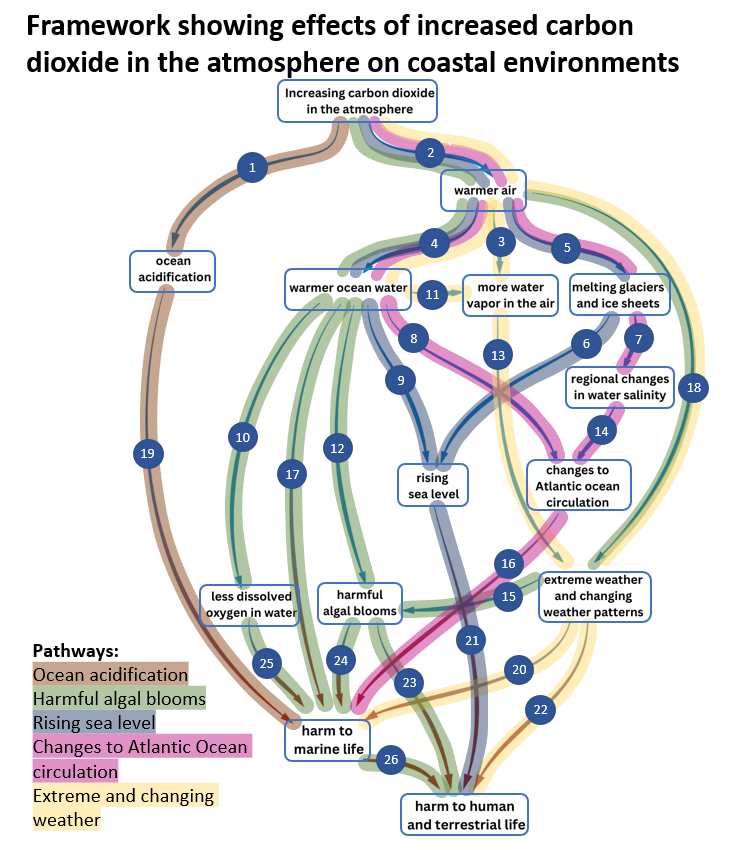 Framework showing effects of increased carbon
dioxide in the atmosphere on coastal environments
Increasing carbon dioxide
in the atmosphere
2
1
warmer air
3
4
5
ocean
acidification
warmer ocean water
11
more water
vapor in the air
melting glaciers
and ice sheets
8
6
7
13
9
regional changes
in water salinity
18
10
12
14
19
17
rising
sea level
changes to
Atlantic ocean
circulation
16
15
extreme weather
and changing
weather patterns
less dissolved
oxygen in water
harmful
algal blooms
21
Pathways:
Ocean acidification
Harmful algal blooms
Rising sea level
Changes to Atlantic Ocean
circulation
Extreme and changing
weather
25
24
20
23
22
harm to
marine life
26
harm to human
and terrestrial life